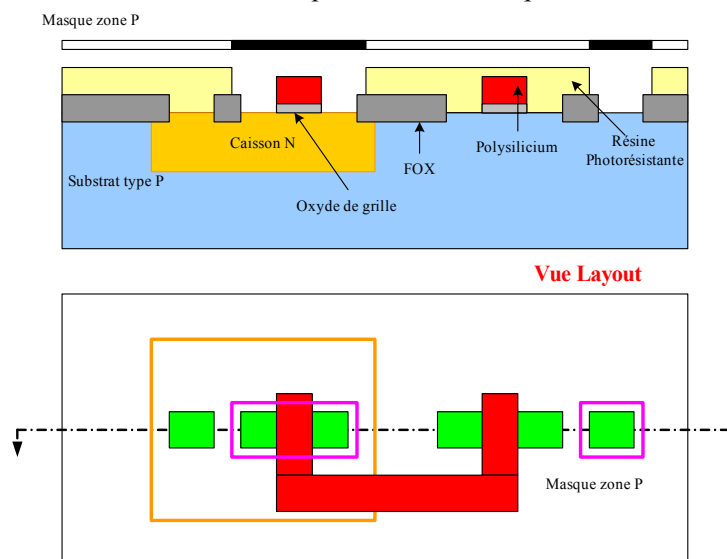 Masque zone P
Caisson N
Polysilicium
Résine
Photorésistante
FOX
Substrat type P
Oxyde de grille
Vue Layout
Masque zone P